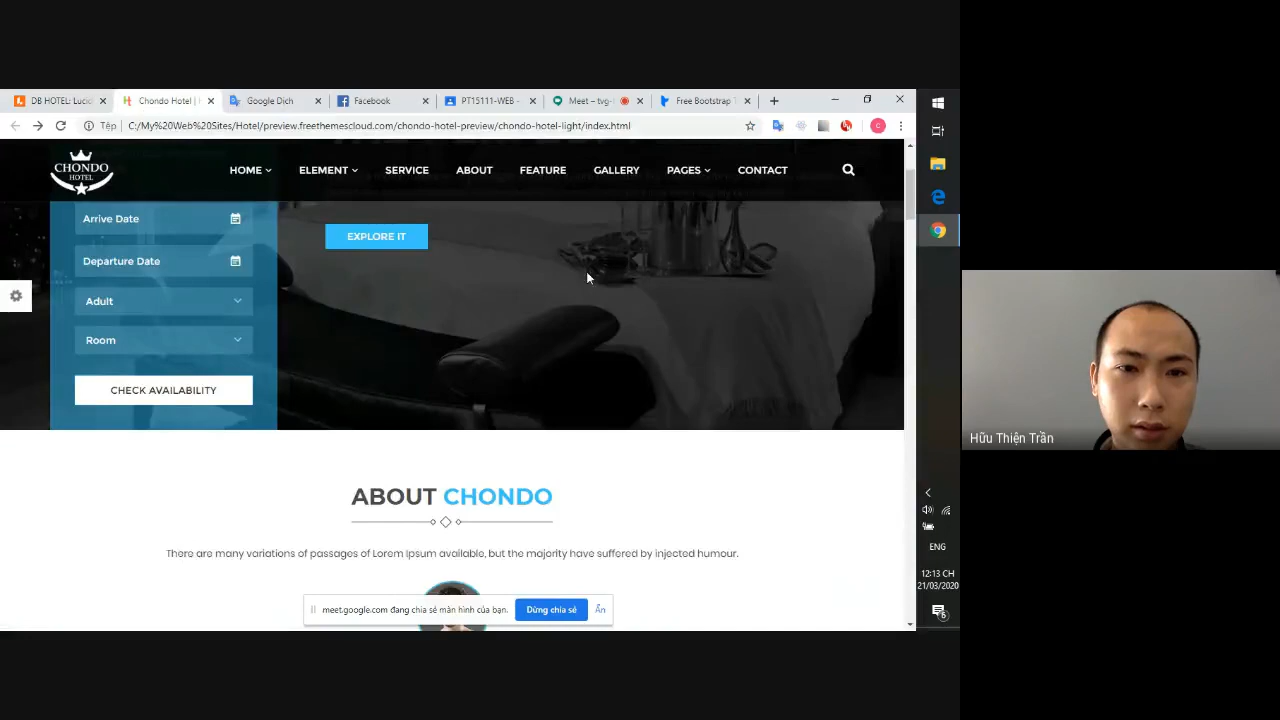 DB HOTEL: Lucid
Chondo Hotel | H
Google Dịch
Facebook
PT15111-WEB -
Meet – tvg-
Free Bootstrap T
Tệp
C:/My%20Web%20Sites/Hotel/preview.freethemescloud.com/chondo-hotel-preview/chondo-hotel-light/index.html
C
CHONDO
HOTEL
HOME
ELEMENT
SERVICE
ABOUT
FEATURE
GALLERY
PAGES
CONTACT
Arrive Date
EXPLORE IT
Departure Date
Adult
Room
CHECK AVAILABILITY
ABOUT CHONDO
There are many variations of passages of Lorem Ipsum available, but the majority have suffered by injected humour.
meet.google.com đang chia sẻ màn hình của bạn.
Dừng chia sẻ
Ẩn
ENG
12:13 CH
21/03/2020
6
Hữu Thiện Trần